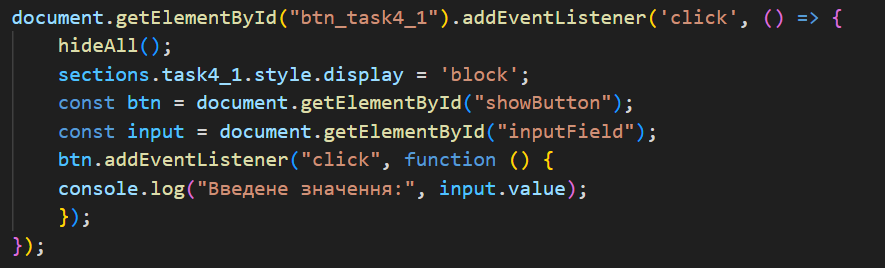 document.getElementById("btn_task4_1").addEventListener('click', () => {
    hideAll();
    sections.task4_1.style.display = 'block';
    const btn = document.getElementById("showButton");
    const input = document.getElementById("inputField");
    btn.addEventListener("click", function () {
    console.log("Введене значення:", input.value);
    });
});